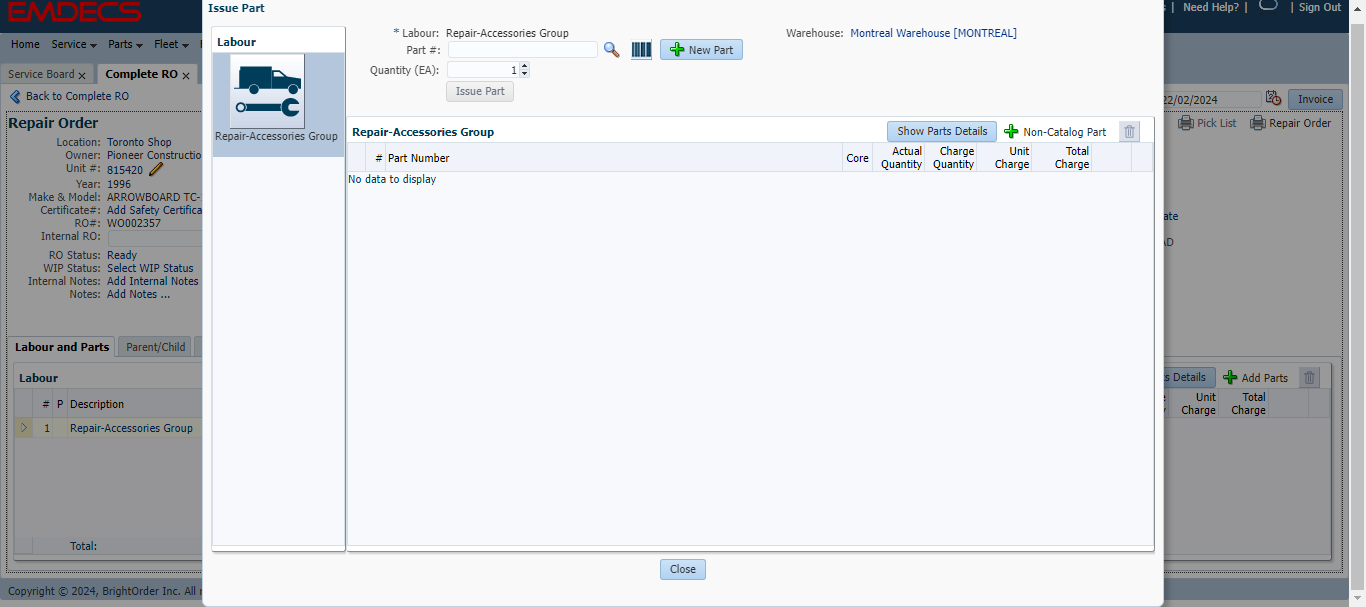 EMDECS
Need Help? | | Sign Out
Home Service Parts Fleet
Service Board x Complete RO x
Back to Complete RO
22/02/2024 Invoice
Pick List Repair Order
Repair Order
Location: Toronto Shop
Owner: Pioneer Constructio
Unit #: 815420
Year: 1996
Make & Model: ARROWBOARD TC-
Certificate#: Add Safety Certifica
RO#: WO002357
Internal RO:
RO Status: Ready
WIP Status: Select WIP Status
Internal Notes: Add Internal Notes
Notes: Add Notes ...
ate
AD
Labour and Parts Parent/Child
Labour
# P Description
1 Repair-Accessories Group
Total:
s Details Add Parts
Unit Charge Total Charge
Copyright © 2024, BrightOrder Inc. All r
Issue Part
Labour
Repair-Accessories Group
* Labour: Repair-Accessories Group
Warehouse: Montreal Warehouse [MONTREAL]
Part #: New Part
Quantity (EA): 1
Issue Part
Repair-Accessories Group Show Parts Details Non-Catalog Part
# Part Number Core Actual Quantity Charge Quantity Unit Charge Total Charge
No data to display
Close